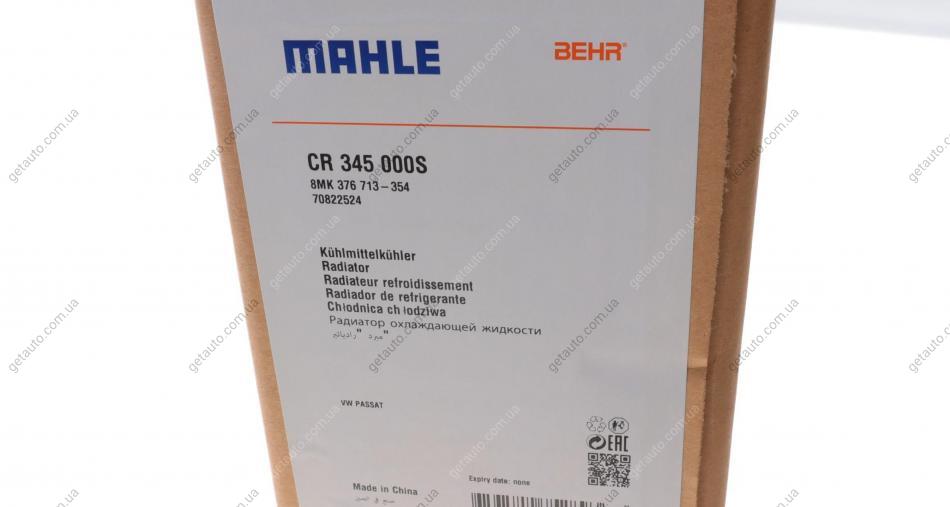 MAHLE BEHR®
CR 345 000S
8MK 376 713-354
70822524
Kühlmittelkühler
Radiator
Radiateur refroidissement
Radiador de refrigerante
Chłodnica chłodziwa
Радиатор охлаждающей жидкости
VW PASSAT
EAC
Expiry date: none
Made in China
getauto.com.ua